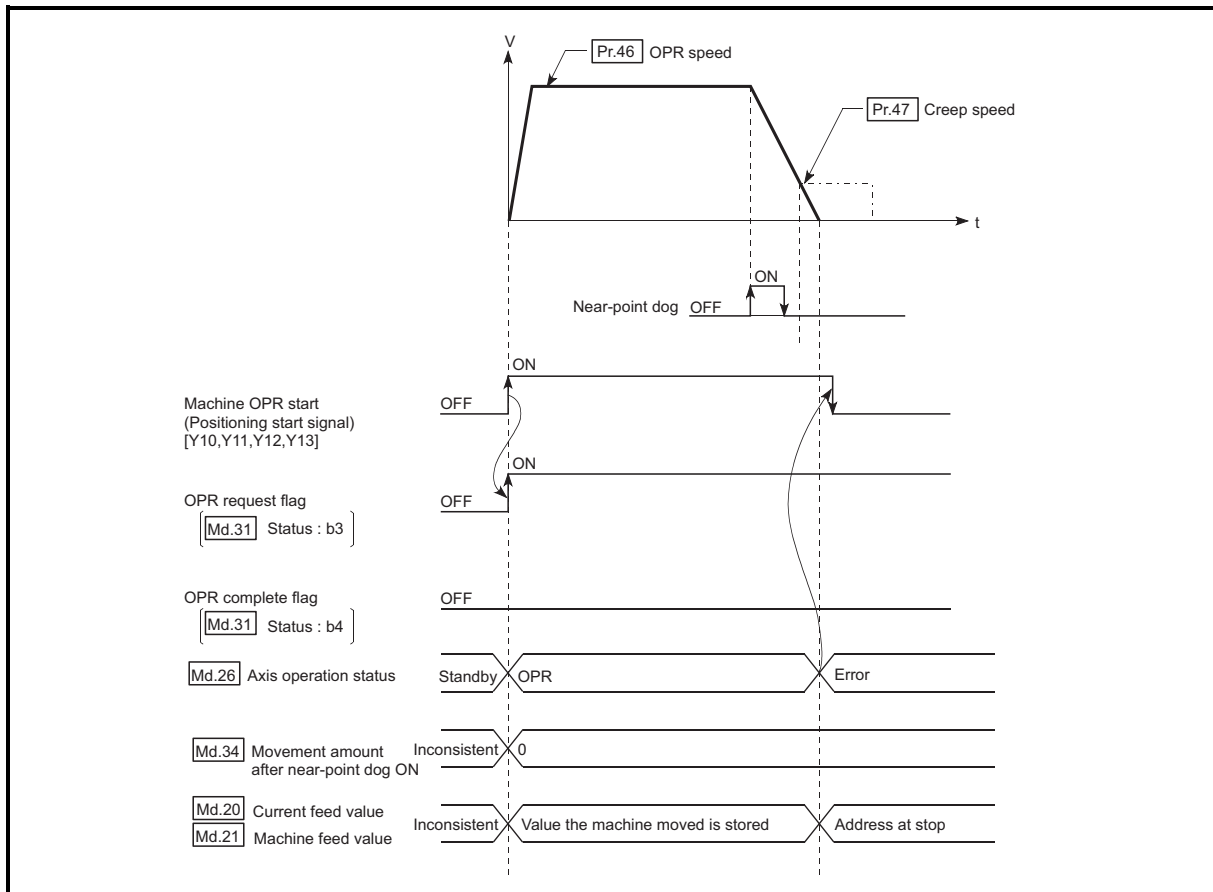 V
Pr.46 OPR speed
Pr.47 Creep speed
t
ON
Near-point dog OFF
ON
Machine OPR start
(Positioning start signal)
[Y10,Y11,Y12,Y13]
OFF
ON
OPR request flag
OFF
Md.31 Status : b3
OPR complete flag
OFF
Md.31 Status : b4
Md.26 Axis operation status Standby OPR Error
Md.34 Movement amount
after near-point dog ON
Inconsistent 0
Md.20 Current feed value
Md.21 Machine feed value
Inconsistent Value the machine moved is stored Address at stop